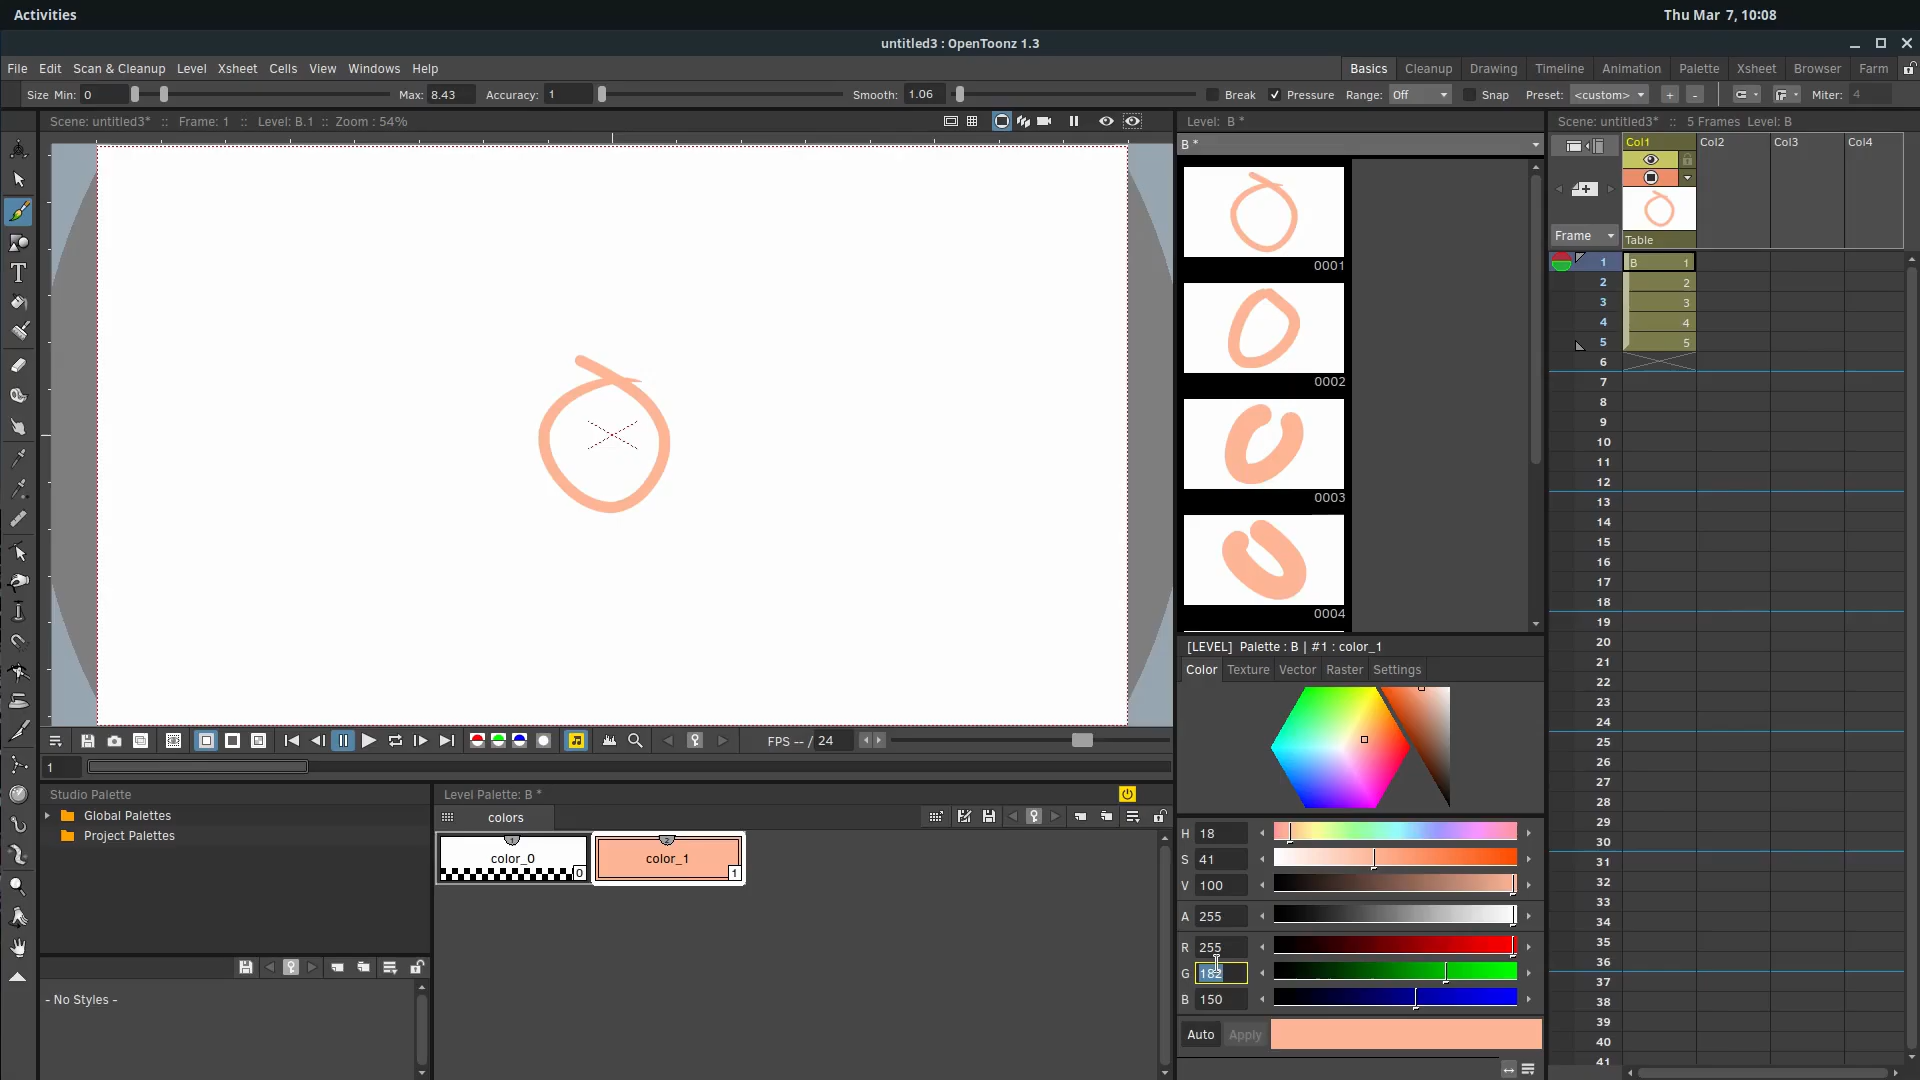 Activities
Thu Mar 7, 10:08
untitled3 : OpenToonz 1.3
File Edit Scan & Cleanup Level Xsheet Cells View Windows Help
Basics Cleanup Drawing Timeline Animation Palette Xsheet Browser Farm
Size Min: 0 Max: 8.43 Accuracy: 1 Smooth: 1.06 Break Pressure Range: Off Snap Preset: <custom> + - Miter: 4
Scene: untitled3* :: Frame: 1 :: Level: B.1 :: Zoom : 54%
Level: B *
B *
0001
0002
0003
0004
Scene: untitled3* :: 5 Frames Level: B
Col1 Col2 Col3 Col4
Frame
Table
1 B 1
2 2
3 3
4 4
5 5
6
7
8
9
10
11
12
13
14
15
16
17
18
19
20
21
22
23
24
25
26
27
28
29
30
31
32
33
34
35
36
37
38
39
40
41
[LEVEL] Palette : B | #1 : color_1
Color Texture Vector Raster Settings
H 18
S 41
V 100
A 255
R 255
G 182
B 150
Auto Apply
FPS -- / 24
1
Studio Palette
Global Palettes
Project Palettes
- No Styles -
Level Palette: B *
colors
1 color_0 0
2 color_1 1